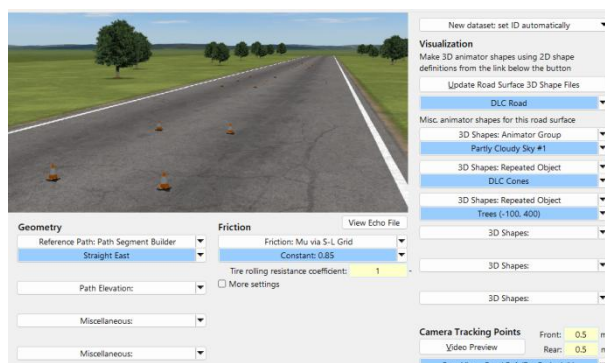 New dataset: set ID automatically
Visualization
Make 3D animator shapes using 2D shape
definitions from the link below the button
Update Road Surface 3D Shape Files
DLC Road
Misc. animator shapes for this road surface
3D Shapes: Animator Group
Partly Cloudy Sky #1
3D Shapes: Repeated Object
DLC Cones
3D Shapes: Repeated Object
Trees (-100, 400)
3D Shapes:
3D Shapes:
3D Shapes:
View Echo File
Geometry
Reference Path: Path Segment Builder
Straight East
Path Elevation:
Miscellaneous:
Miscellaneous:
Friction
Friction: Mu via S-L Grid
Constant: 0.85
Tire rolling resistance coefficient: 1 -
More settings
Camera Tracking Points
Front: 0.5
Video Preview
Rear: 0.5